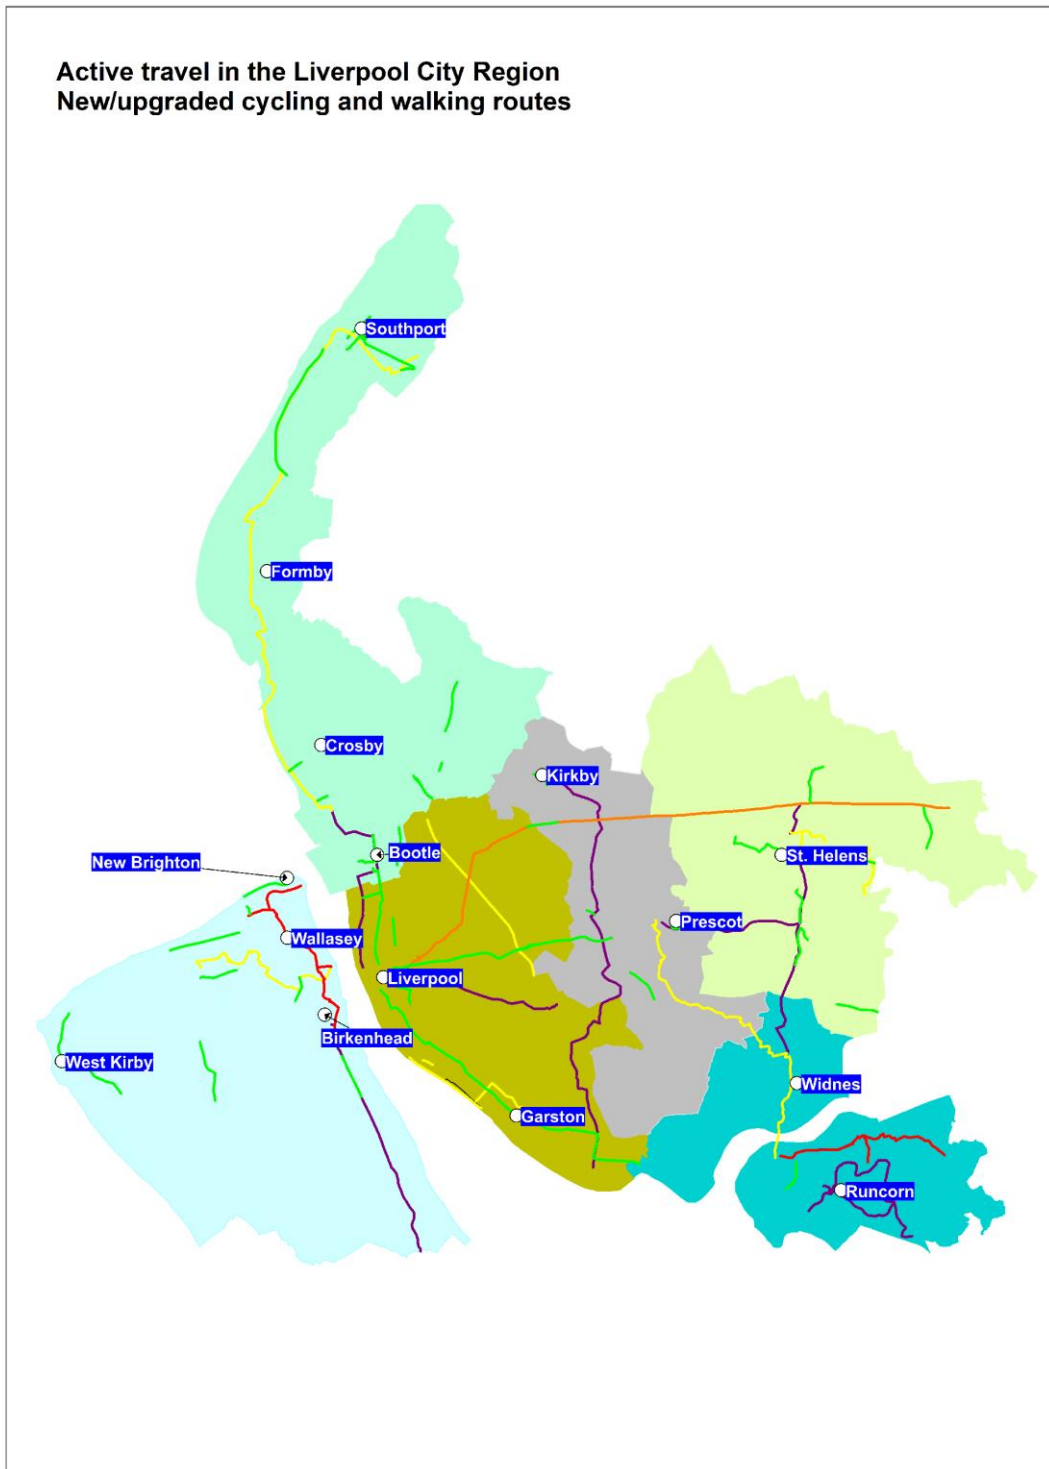 Active travel in the Liverpool City Region
New/upgraded cycling and walking routes
Southport
Formby
Crosby
Kirkby
Bootle
St. Helens
New Brighton
Prescot
Wallasey
Liverpool
Birkenhead
West Kirby
Widnes
Garston
Runcorn